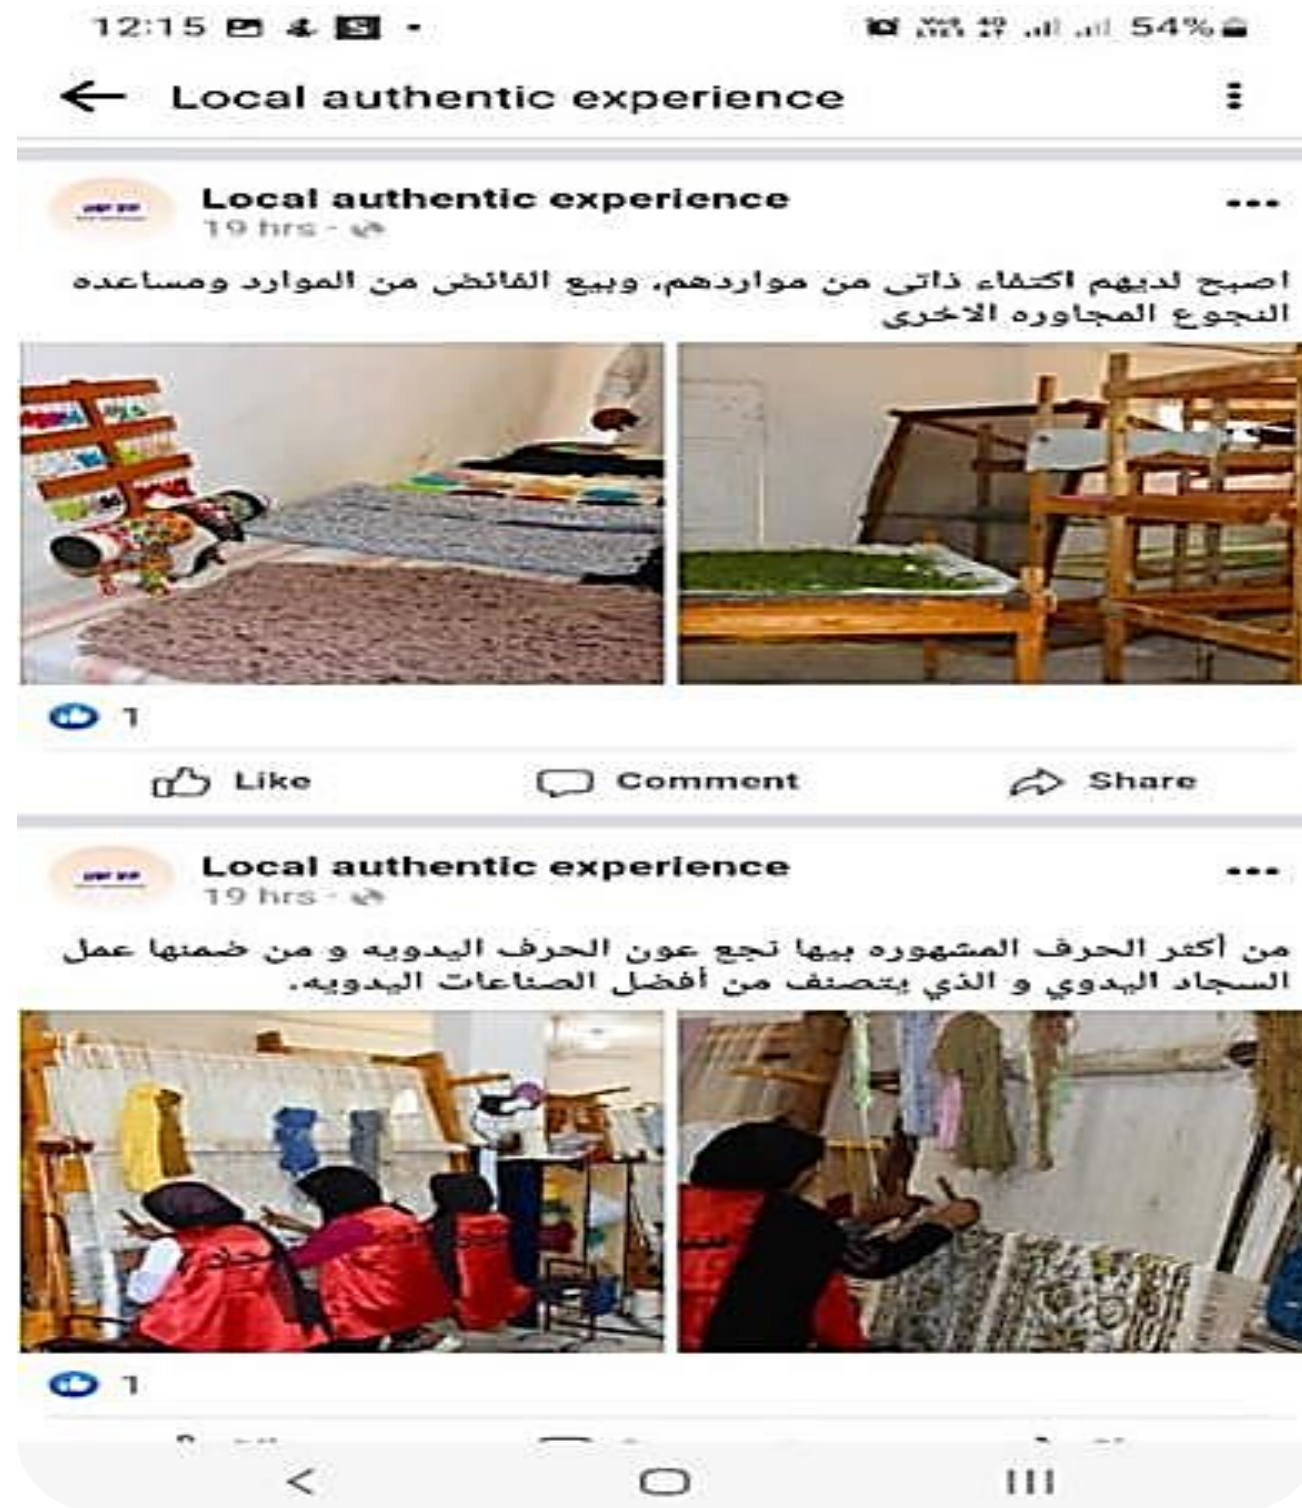 12:15
54%
Local authentic experience
Local authentic experience
19 hrs
اصبح لديهم اكتفاء ذاتى من مواردهم، وبيع الفائض من الموارد ومساعده
النجوع المجاوره الاخرى
1
Like
Comment
Share
Local authentic experience
19 hrs
من أكتر الحرف المشهوره بيها نجع عون الحرف اليدويه و من ضمنها عمل
السجاد اليدوي و الذي يتصنف من أفضل الصناعات اليدويه.
1